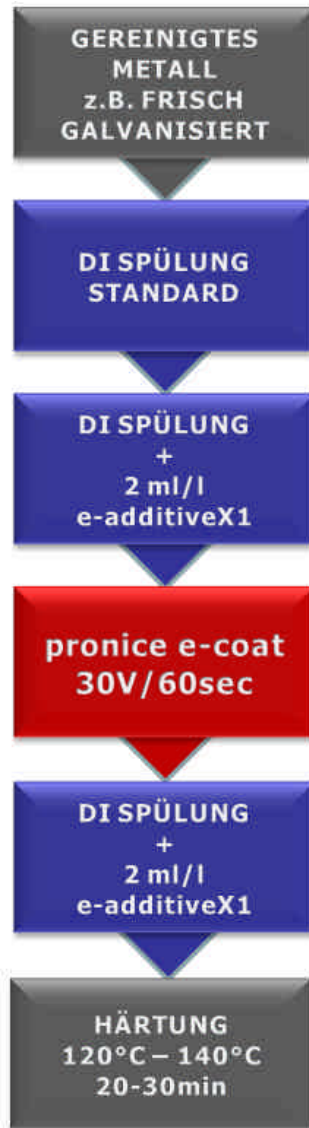 GEREINIGTES
METALL
z.B. FRISCH
GALVANISIERT
DI SPÜLUNG
STANDARD
DI SPÜLUNG
+
2 ml/l
e-additiveX1
pronice e-coat
30V/60sec
DI SPÜLUNG
+
2 ml/l
e-additiveX1
HÄRTUNG
120°C – 140°C
20-30min